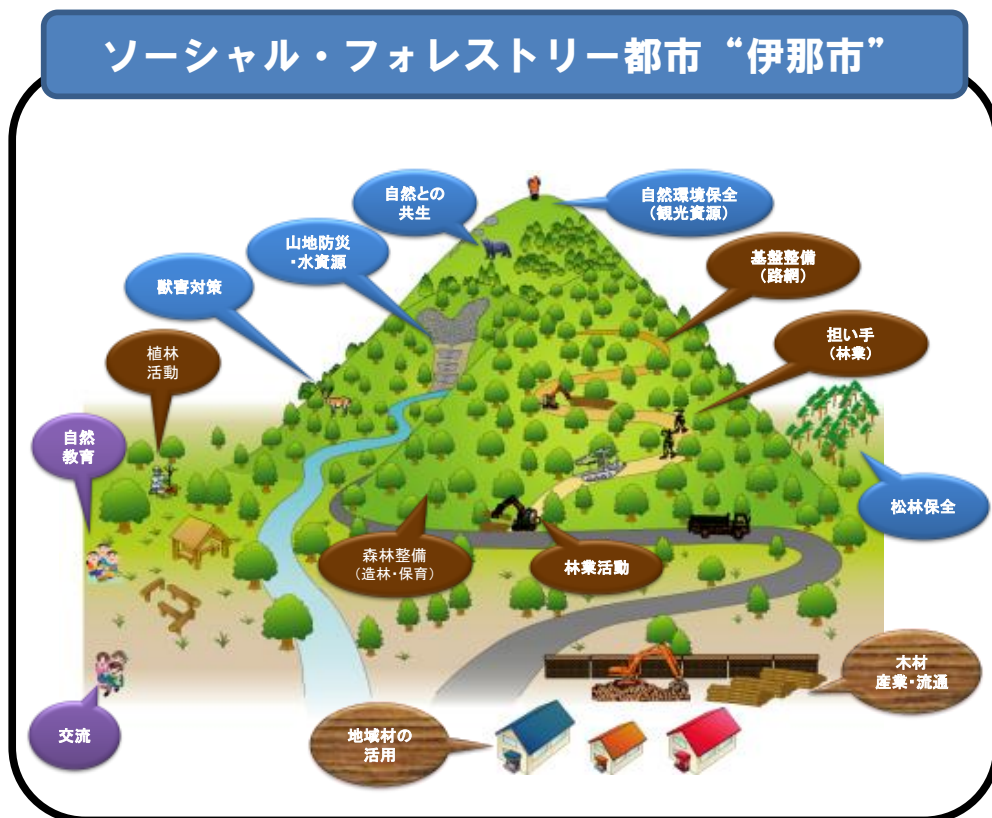 ソーシャル・フォレストリー都市“伊那市”
自然との
共生
自然環境保全
（観光資源）
山地防災
・水資源
基盤整備
（路網）
獣害対策
担い手
（林業）
植林
活動
自然
教育
松林保全
森林整備
（造林・保育）
林業活動
木材
産業・流通
交流
地域材の
活用